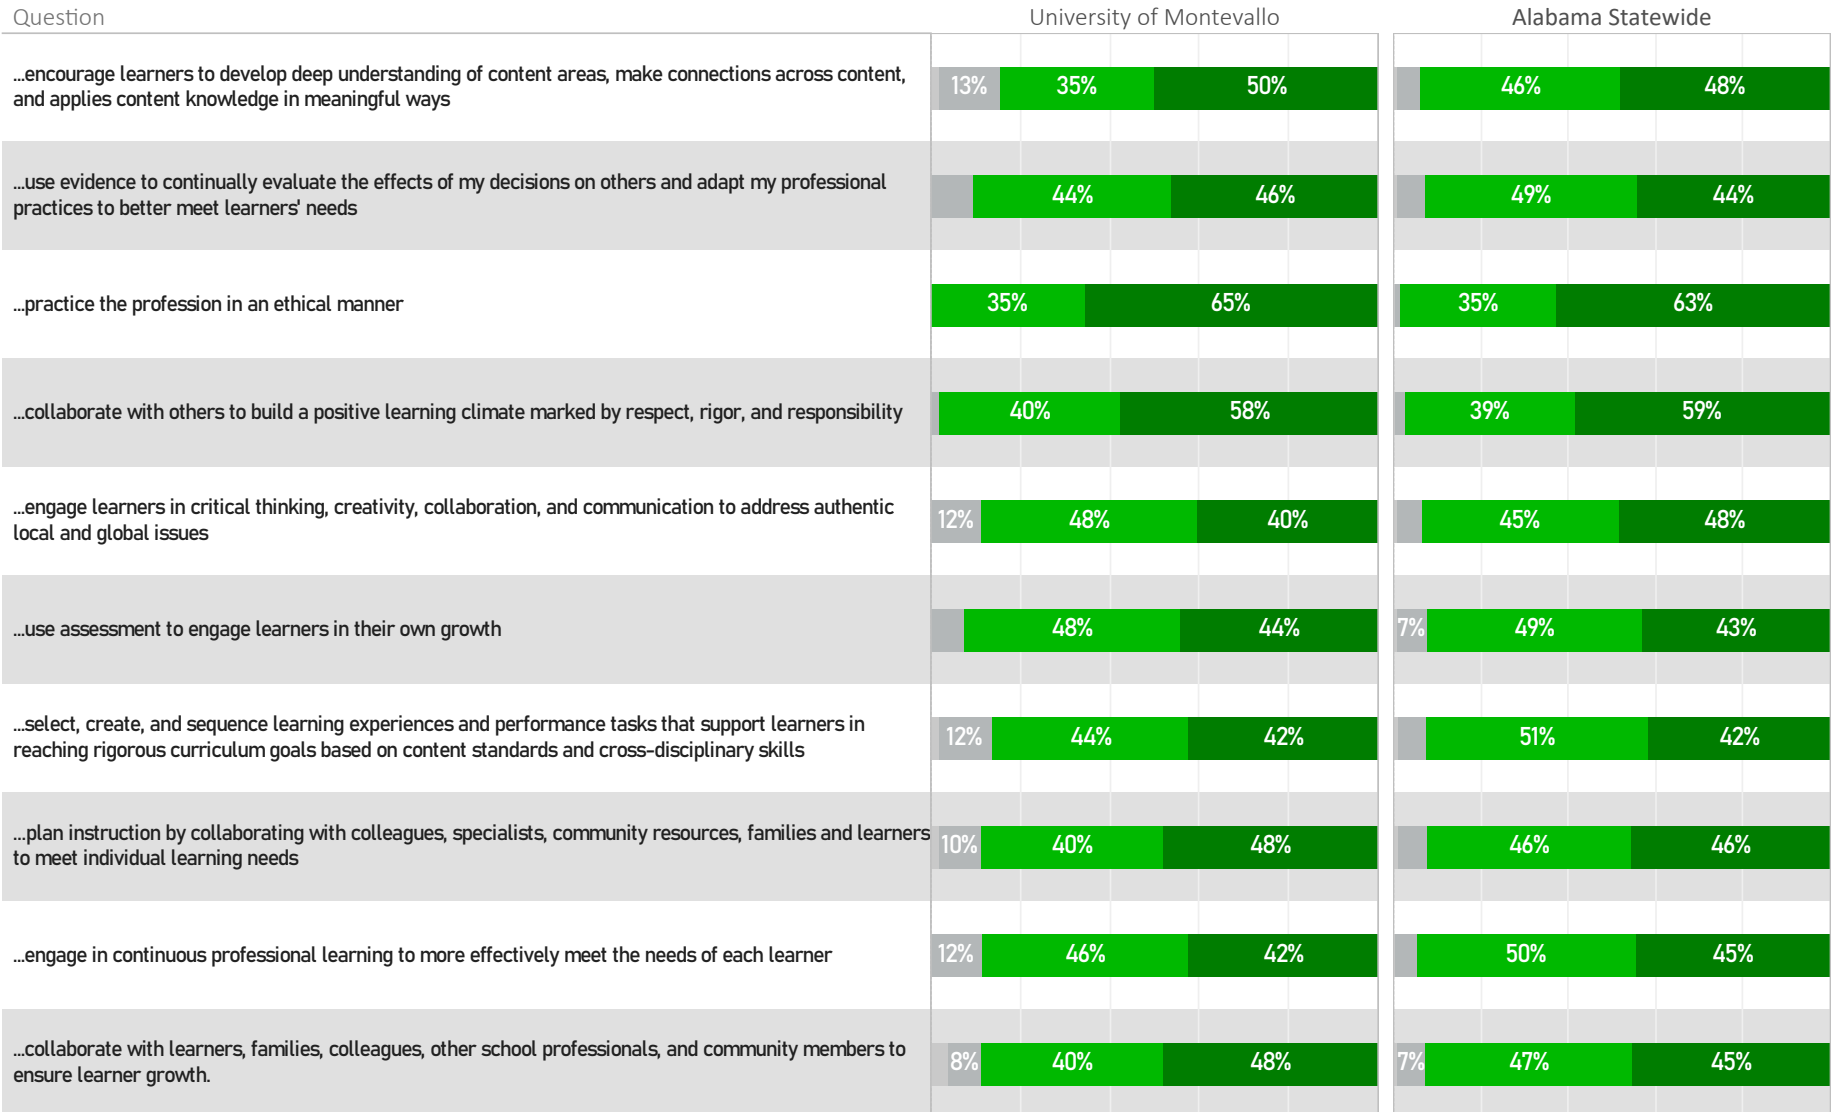 Question University of Montevallo Alabama Statewide
...encourage learners to develop deep understanding of content areas, make connections across content,
and applies content knowledge in meaningful ways
13% 35% 50% 46% 48%
...use evidence to continually evaluate the effects of my decisions on others and adapt my professional
practices to better meet learners' needs
44% 46% 49% 44%
...practice the profession in an ethical manner
35% 65% 35% 63%
...collaborate with others to build a positive learning climate marked by respect, rigor, and responsibility
40% 58% 39% 59%
...engage learners in critical thinking, creativity, collaboration, and communication to address authentic
local and global issues
12% 48% 40% 45% 48%
...use assessment to engage learners in their own growth
48% 44% 7% 49% 43%
...select, create, and sequence learning experiences and performance tasks that support learners in
reaching rigorous curriculum goals based on content standards and cross-disciplinary skills
12% 44% 42% 51% 42%
...plan instruction by collaborating with colleagues, specialists, community resources, families and learners
to meet individual learning needs
10% 40% 48% 46% 46%
...engage in continuous professional learning to more effectively meet the needs of each learner
12% 46% 42% 50% 45%
...collaborate with learners, families, colleagues, other school professionals, and community members to
ensure learner growth.
8% 40% 48% 7% 47% 45%